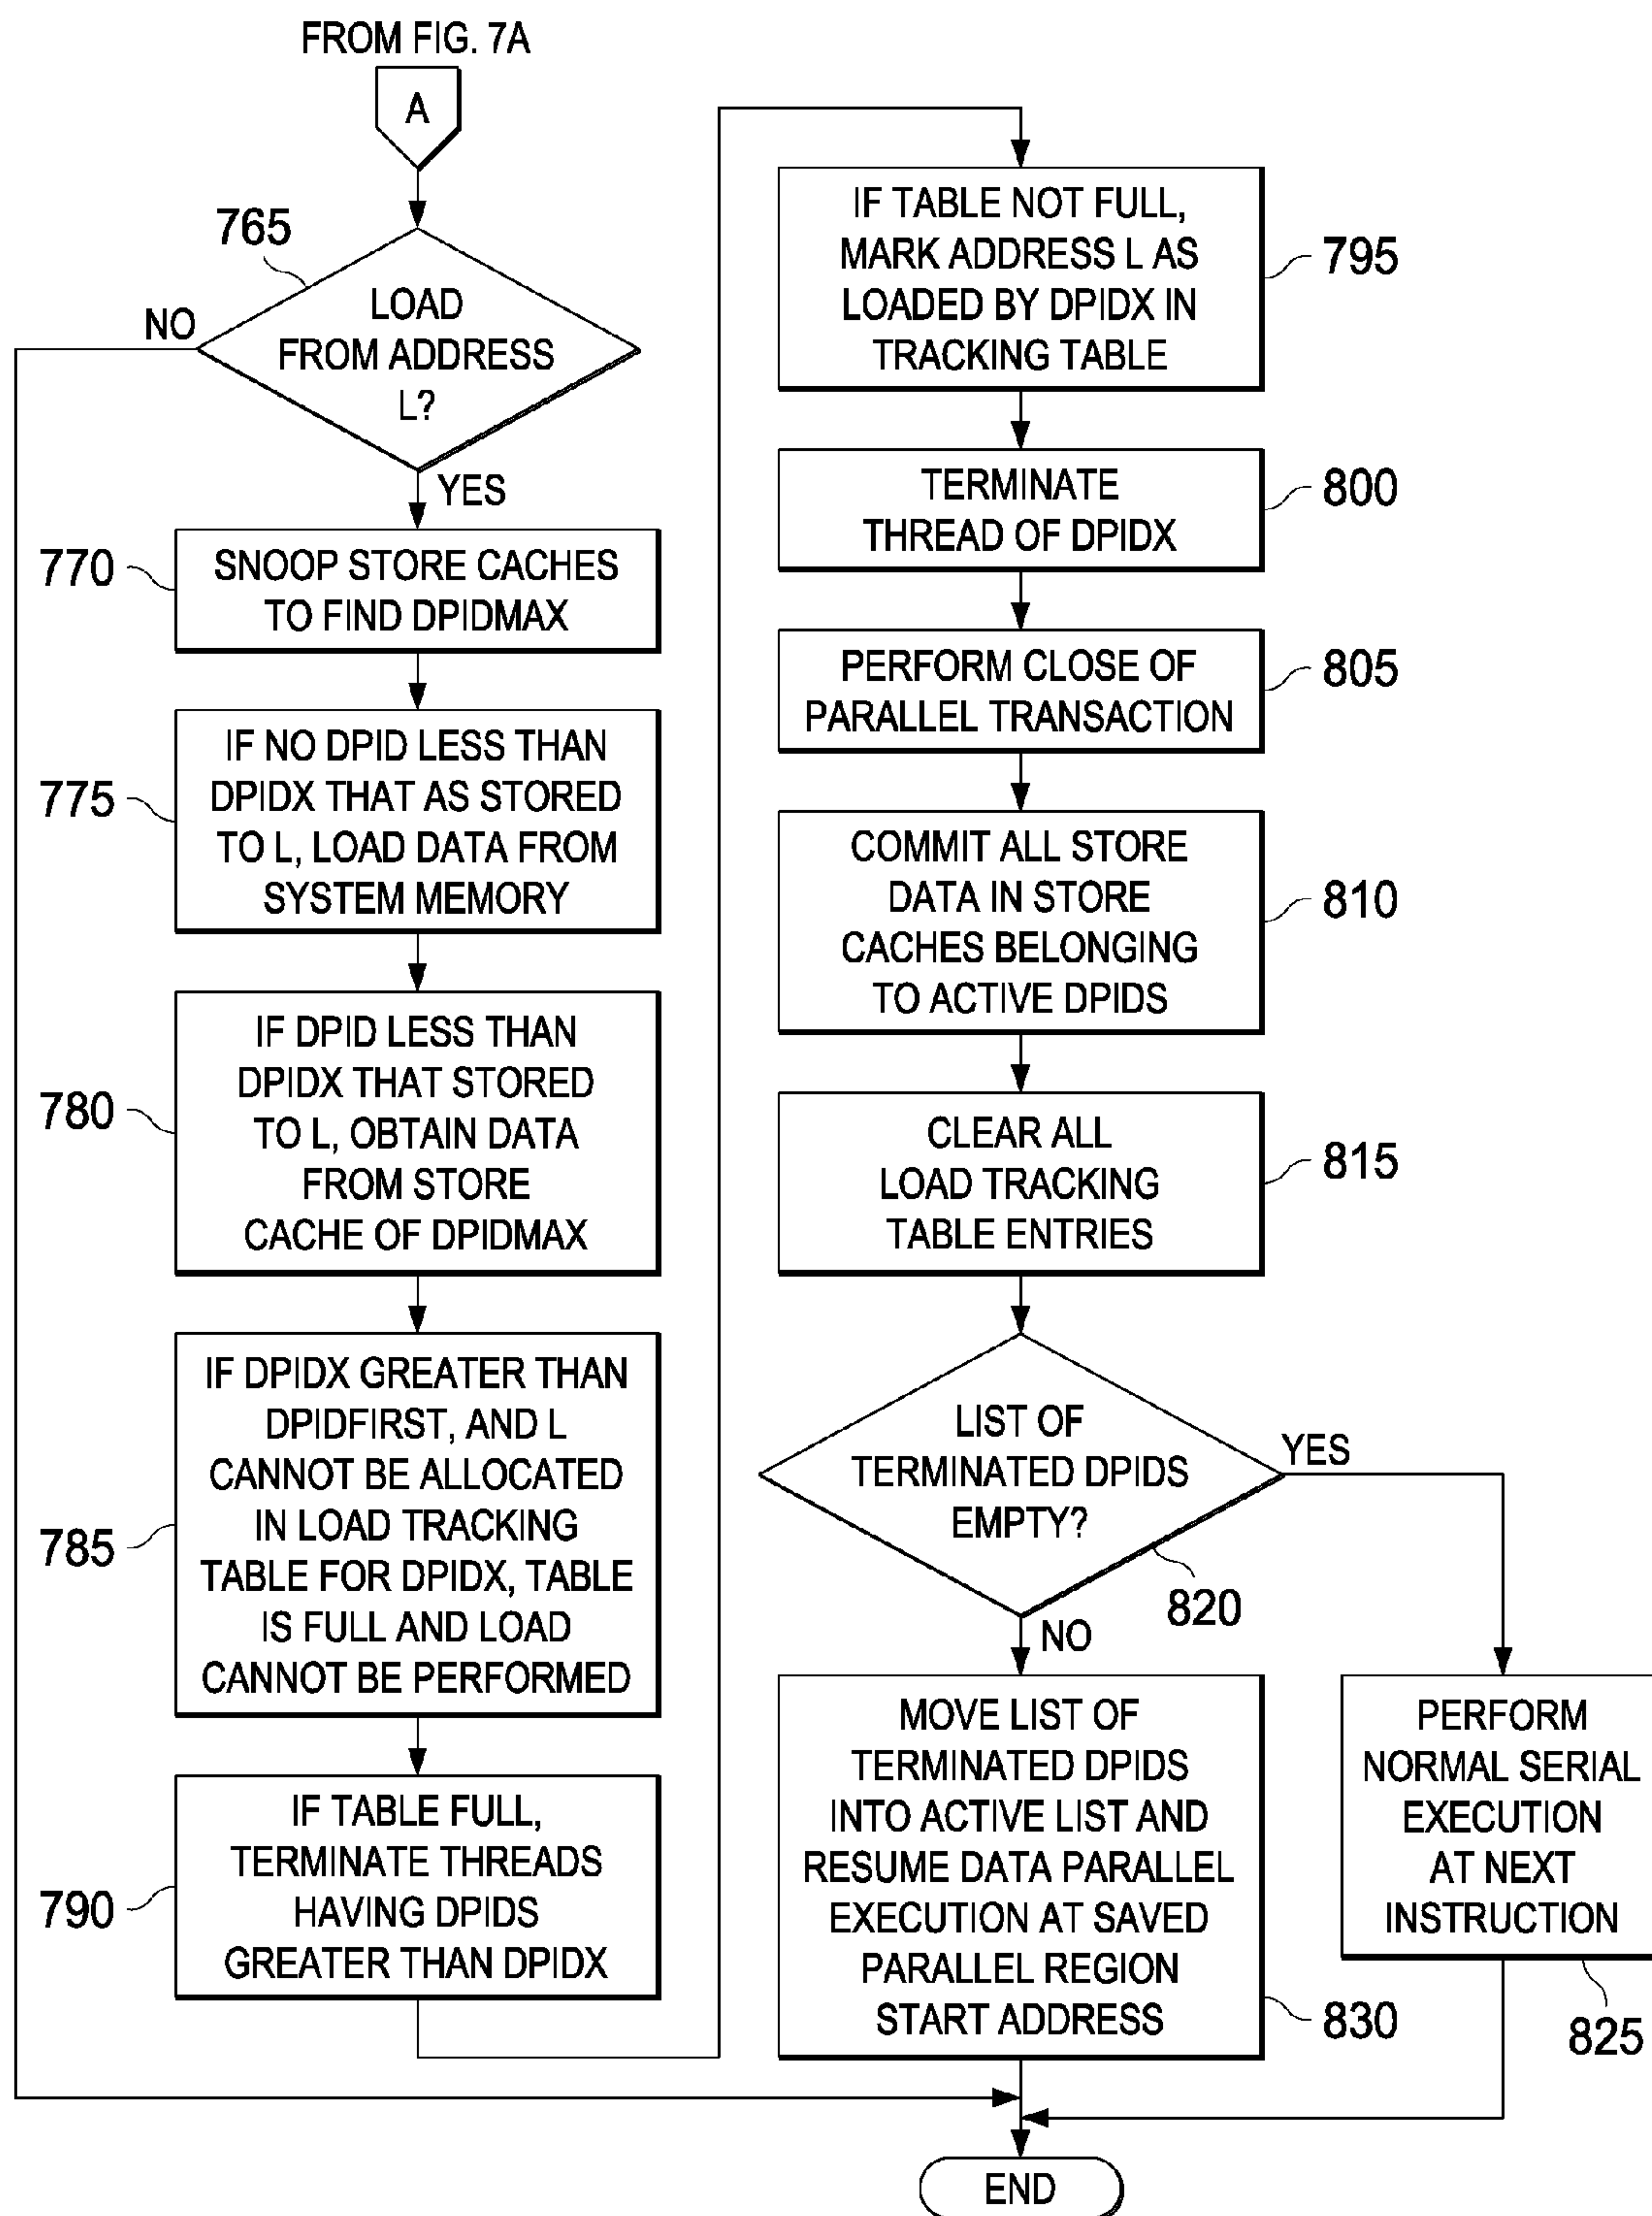 FROM FIG. 7A
A
765
LOAD
FROM ADDRESS
L?
NO
YES
770
SNOOP STORE CACHES
TO FIND DPIDMAX
775
IF NO DPID LESS THAN
DPIDX THAT AS STORED
TO L, LOAD DATA FROM
SYSTEM MEMORY
780
IF DPID LESS THAN
DPIDX THAT STORED
TO L, OBTAIN DATA
FROM STORE
CACHE OF DPIDMAX
785
IF DPIDX GREATER THAN
DPIDFIRST, AND L
CANNOT BE ALLOCATED
IN LOAD TRACKING
TABLE FOR DPIDX, TABLE
IS FULL AND LOAD
CANNOT BE PERFORMED
790
IF TABLE FULL,
TERMINATE THREADS
HAVING DPIDS
GREATER THAN DPIDX
IF TABLE NOT FULL,
MARK ADDRESS L AS
LOADED BY DPIDX IN
TRACKING TABLE
795
TERMINATE
THREAD OF DPIDX
800
PERFORM CLOSE OF
PARALLEL TRANSACTION
805
COMMIT ALL STORE
DATA IN STORE
CACHES BELONGING
TO ACTIVE DPIDS
810
CLEAR ALL
LOAD TRACKING
TABLE ENTRIES
815
LIST OF
TERMINATED DPIDS
EMPTY?
YES
820
NO
MOVE LIST OF
TERMINATED DPIDS
INTO ACTIVE LIST AND
RESUME DATA PARALLEL
EXECUTION AT SAVED
PARALLEL REGION
START ADDRESS
830
PERFORM
NORMAL SERIAL
EXECUTION
AT NEXT
INSTRUCTION
825
END